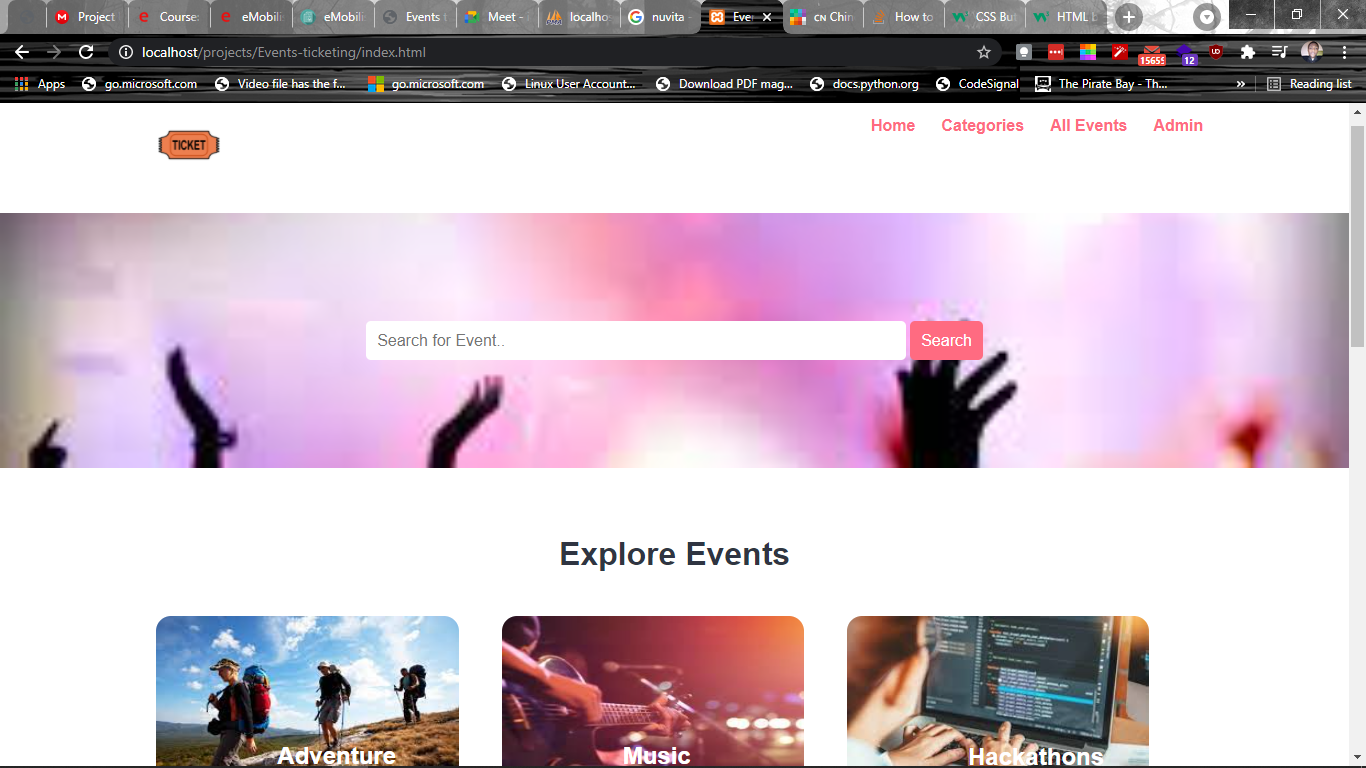 Project
Course
eMobili
eMobili
Events t
Meet -
localho
nuvita -
Eve
CN Chin
How to
CSS But
HTML b
localhost/projects/Events-ticketing/index.html
15655
12
Apps
go.microsoft.com
Video file has the f...
go.microsoft.com
Linux User Account...
Download PDF mag...
docs.python.org
CodeSignal
The Pirate Bay - Th...
Reading list
TICKET
Home
Categories
All Events
Admin
Search for Event..
Search
Explore Events
Adventure
Music
Hackathons